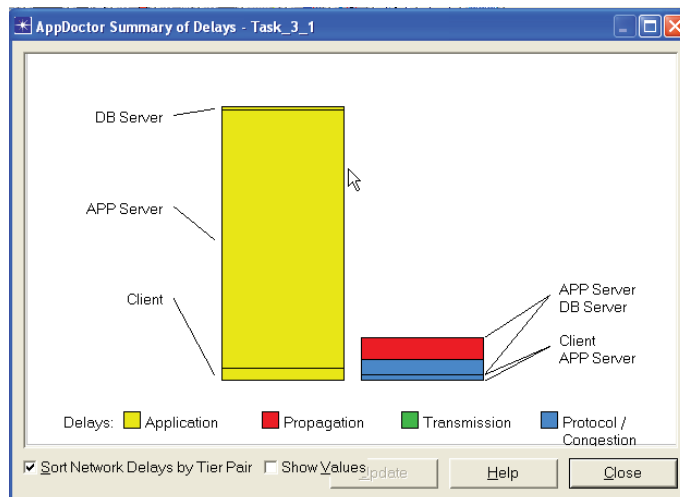 AppDoctor Summary of Delays - Task_3_1
DB Server
APP Server
Client
APP Server
DB Server
Client
APP Server
Delays: Application Propagation Transmission Protocol /
Congestion
Sort Network Delays by Tier Pair Show Values Update Help Close